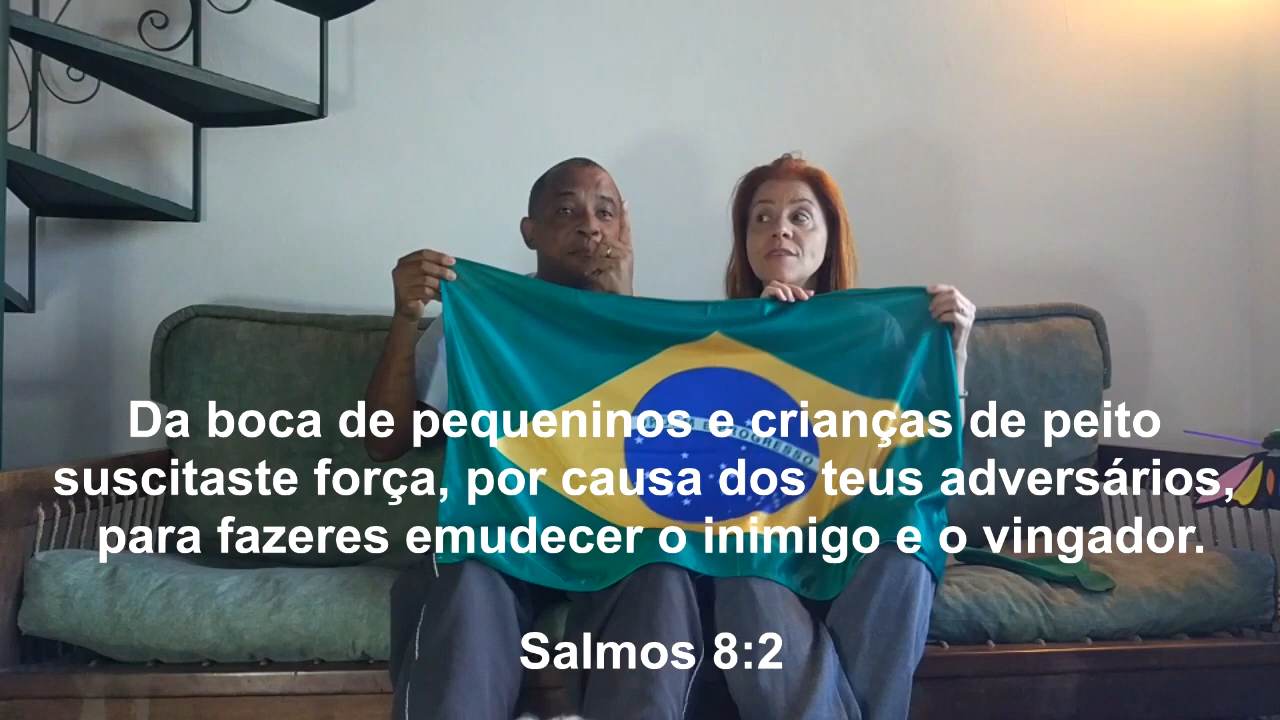 Da boca de pequeninos e crianças de peito
suscitaste força, por causa dos teus adversários,
para fazeres emudecer o inimigo e o vingador.
Salmos 8:2